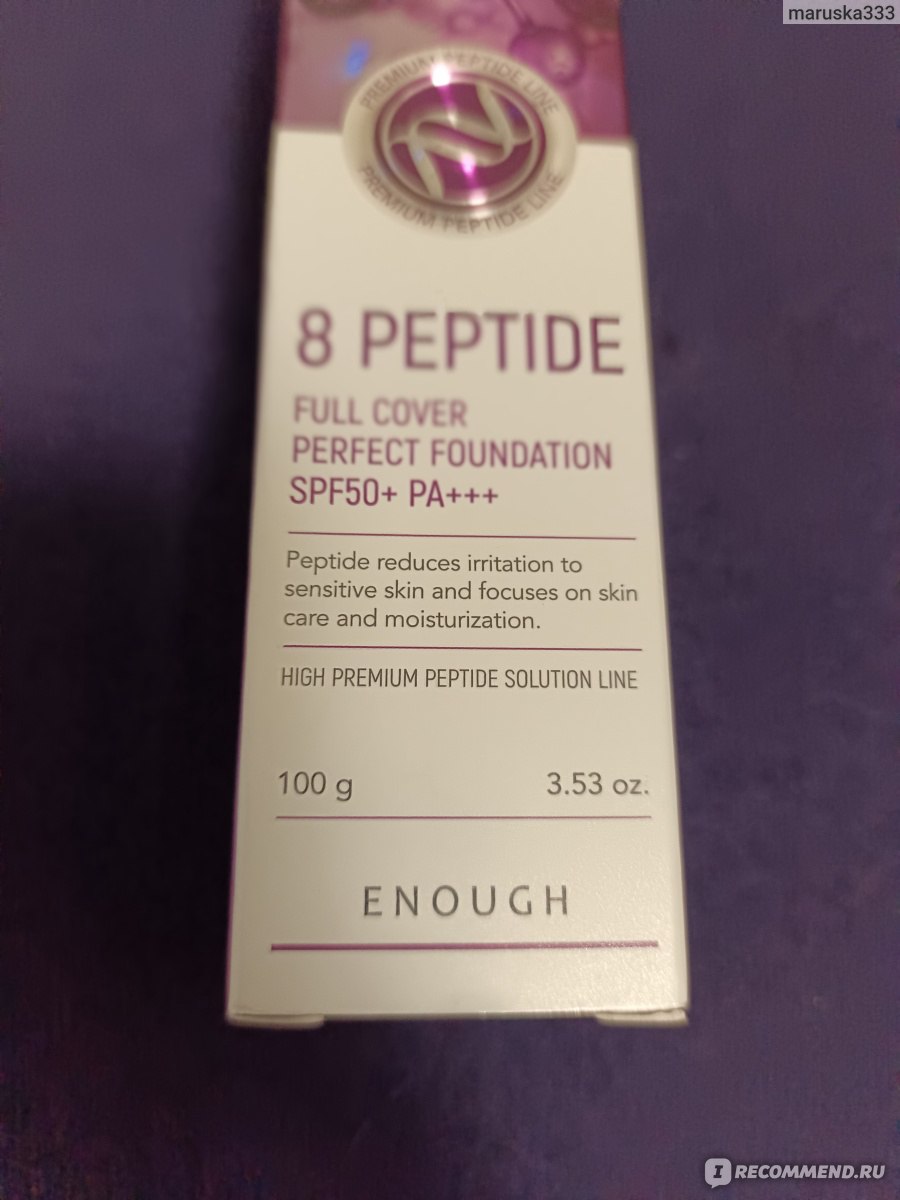 maruska333
PREMIUM PEPTIDE LINE
PREMIUM PEPTIDE LINE
8 PEPTIDE
FULL COVER
PERFECT FOUNDATION
SPF50+ PA+++
Peptide reduces irritation to
sensitive skin and focuses on skin
care and moisturization.
HIGH PREMIUM PEPTIDE SOLUTION LINE
100 g 3.53 oz.
ENOUGH
I RECOMMEND.RU